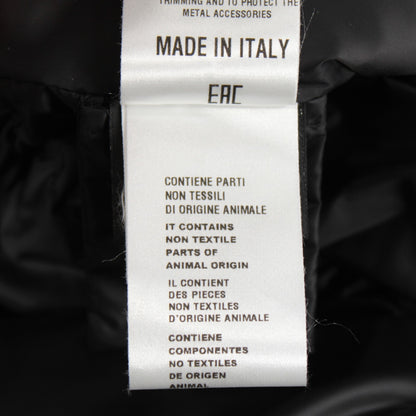 TRIMMING AND TO PROTECT THE
METAL ACCESSORIES
MADE IN ITALY
EAC
CONTIENE PARTI
NON TESSILI
DI ORIGINE ANIMALE
IT CONTAINS
NON TEXTILE
PARTS OF
ANIMAL ORIGIN
IL CONTIENT
DES PIECES
NON TEXTILES
D'ORIGINE ANIMALE
CONTIENE
COMPONENTES
NO TEXTILES
DE ORIGEN
ANIMAL